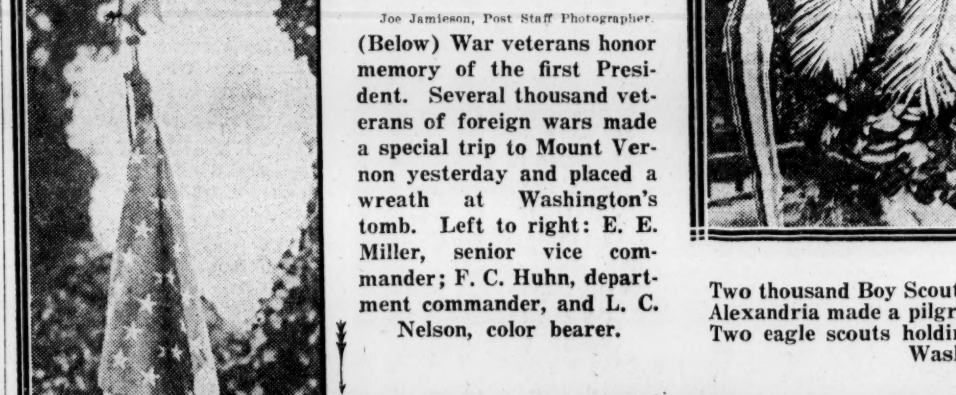 Joe Jamieson, Post Staff Photographer.
(Below) War veterans honor
memory of the first Presi-
dent. Several thousand vet-
erans of foreign wars made
a special trip to Mount Ver-
non yesterday and placed a
wreath at Washington's
tomb. Left to right: E. E.
Miller, senior vice com-
mander; F. C. Huhn, depart-
ment commander, and L. C.
Nelson, color bearer.
Two thousand Boy Scout
Alexandria made a pilgr
Two eagle scouts holdin
Wash